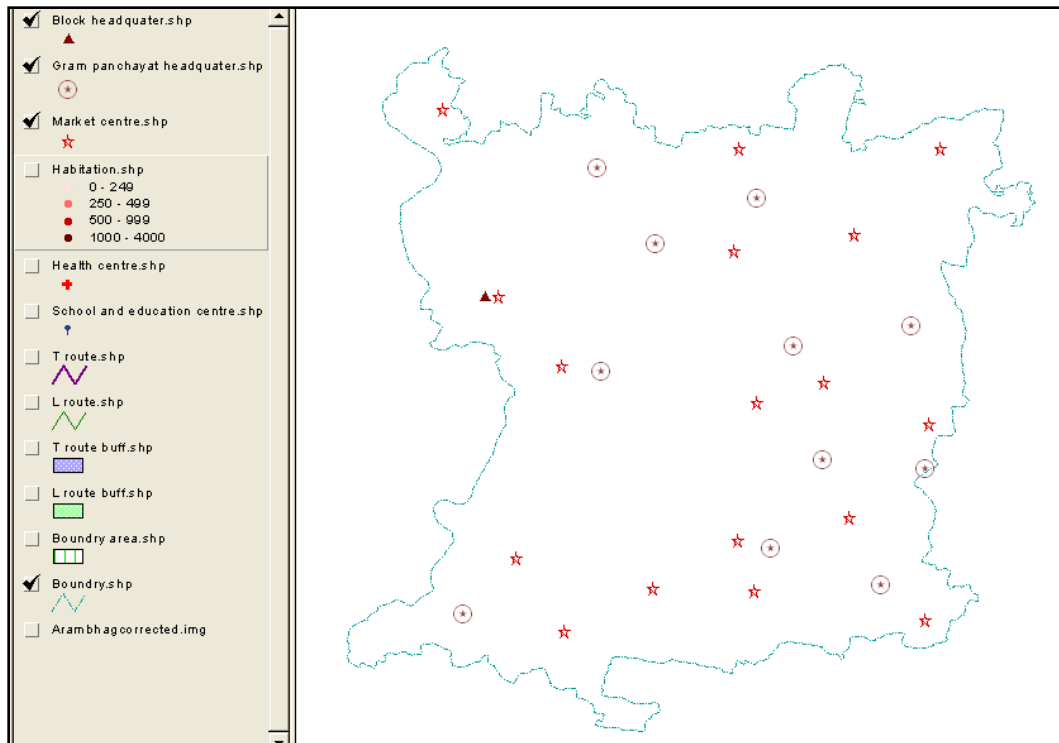 Block headquater.shp
Gram panchayat headquater.shp
Market centre.shp
Habitation.shp
0 - 249
250 - 499
500 - 999
1000 - 4000
Health centre.shp
School and education centre.shp
T route.shp
L route.shp
T route buff.shp
L route buff.shp
Boundry area.shp
Boundry.shp
Arambhagcorrected.img